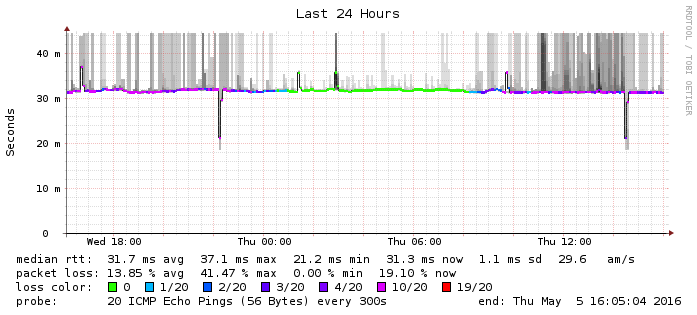 Last 24 Hours
RRDTOOL / TOBI OETIKER
Seconds
40 m
30 m
20 m
10 m
0
Wed 18:00 Thu 00:00 Thu 06:00 Thu 12:00
median rtt: 31.7 ms avg 37.1 ms max 21.2 ms min 31.3 ms now 1.1 ms sd 29.6 am/s
packet loss: 13.85 % avg 41.47 % max 0.00 % min 19.10 % now
loss color: 0 1/20 2/20 3/20 4/20 10/20 19/20
probe: 20 ICMP Echo Pings (56 Bytes) every 300s end: Thu May 5 16:05:04 2016